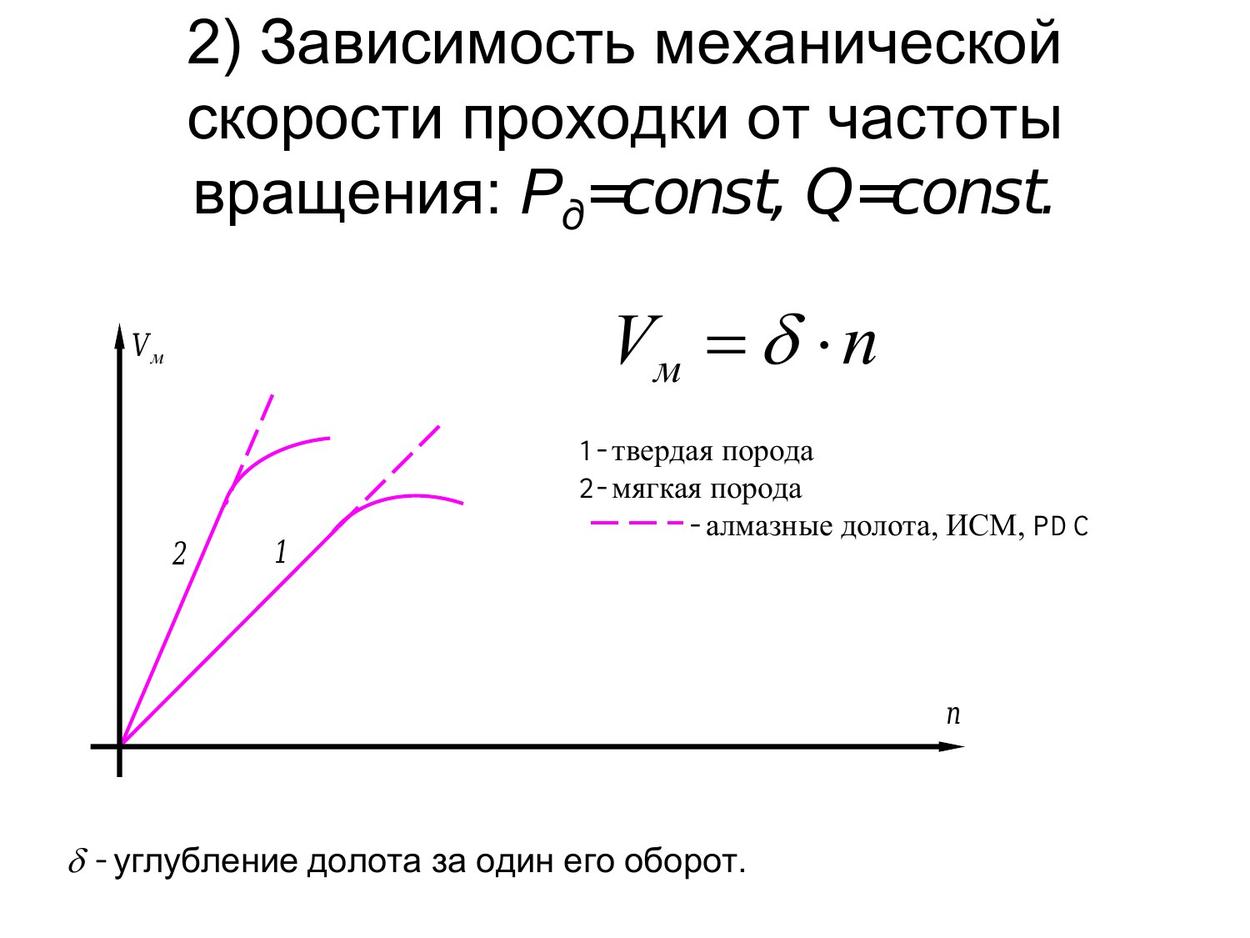 2) Зависимость механической
скорости проходки от частоты
вращения: Pд=const, Q=const.
Vм = δ · n
Vм
1-твердая порода
2-мягкая порода
-алмазные долота, ИСМ, PDC
2
1
n
δ -углубление долота за один его оборот.